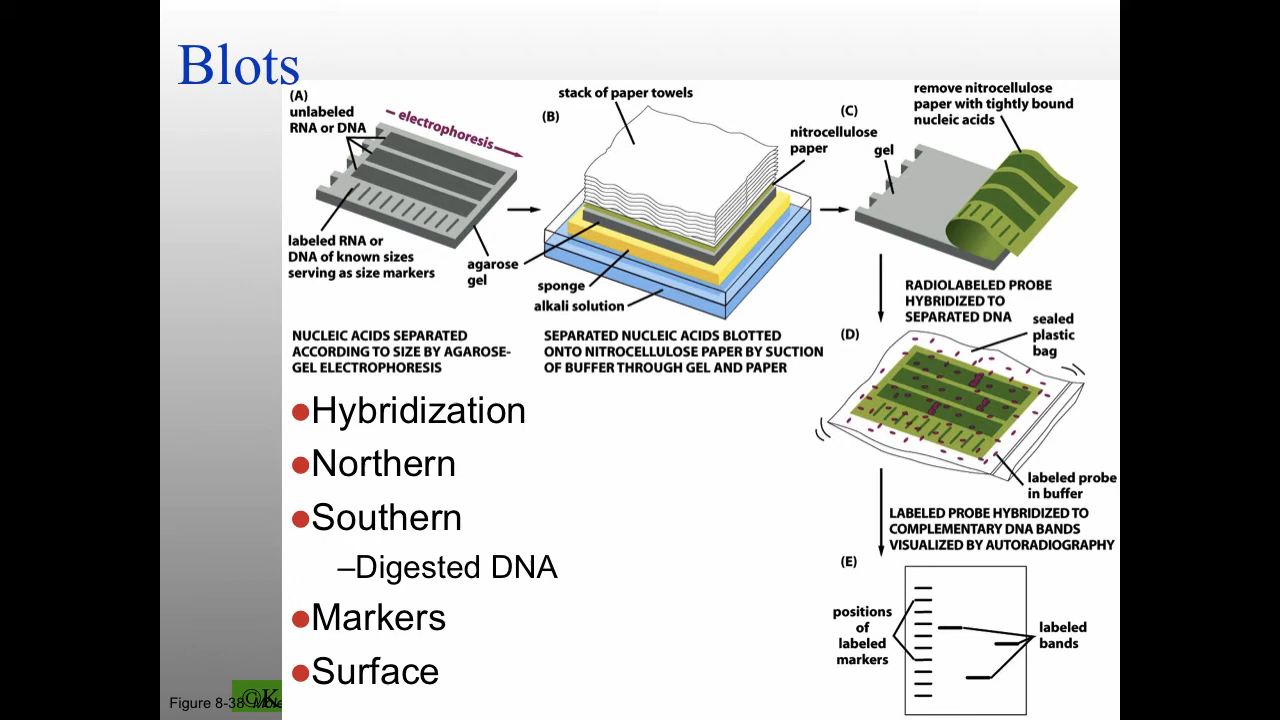 Blots
(A)
unlabeled
RNA or DNA
– electrophoresis
labeled RNA or
DNA of known sizes
serving as size markers
agarose
gel
NUCLEIC ACIDS SEPARATED
ACCORDING TO SIZE BY AGAROSE-
GEL ELECTROPHORESIS
(B)
stack of paper towels
nitrocellulose
paper
sponge
alkali solution
SEPARATED NUCLEIC ACIDS BLOTTED
ONTO NITROCELLULOSE PAPER BY SUCTION
OF BUFFER THROUGH GEL AND PAPER
(C)
remove nitrocellulose
paper with tightly bound
nucleic acids
gel
RADIOLABELED PROBE
HYBRIDIZED TO
SEPARATED DNA
(D)
sealed
plastic
bag
labeled probe
in buffer
LABELED PROBE HYBRIDIZED TO
COMPLEMENTARY DNA BANDS
VISUALIZED BY AUTORADIOGRAPHY
(E)
positions
of
labeled
markers
labeled
bands
●Hybridization
●Northern
●Southern
–Digested DNA
●Markers
●Surface
Figure 8-38
©K